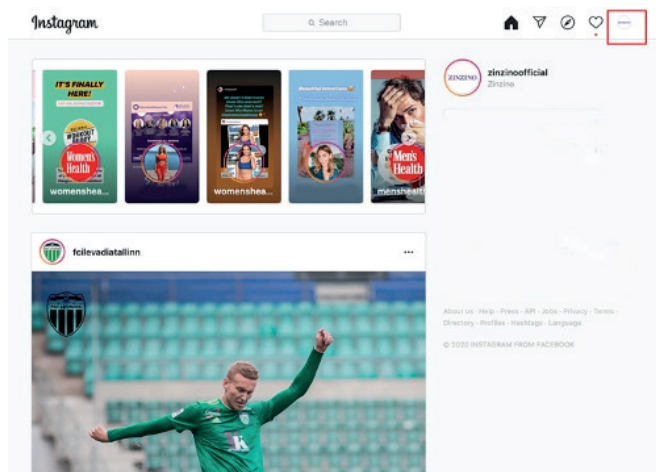 Instagram
Search
IT'S FINALLY
HERE!
WORKOUT
Women's
Health
womenshea...
womenshea...
Men's
Health
menshealth
ZINZINO
zinzinoofficial
Zinzino
fcilevadiatallinn
About Us - Help - Press - API - Jobs - Privacy - Terms -
Directory - Profiles - Hashtags - Language
© 2020 INSTAGRAM FROM FACEBOOK